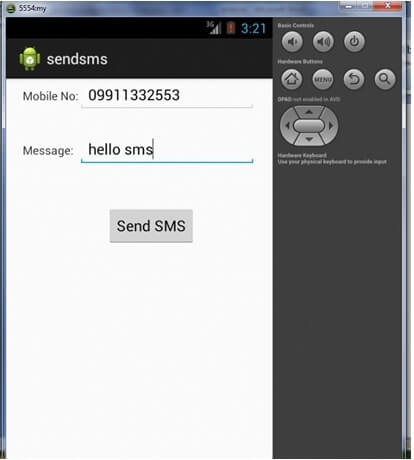 5554:my
3G 3:21
sendsms
Mobile No: 09911332553
Message: hello sms
Send SMS
Basic Controls
Hardware Buttons
MENU
DPAD not enabled in AVD
Hardware Keyboard
Use your physical keyboard to provide input